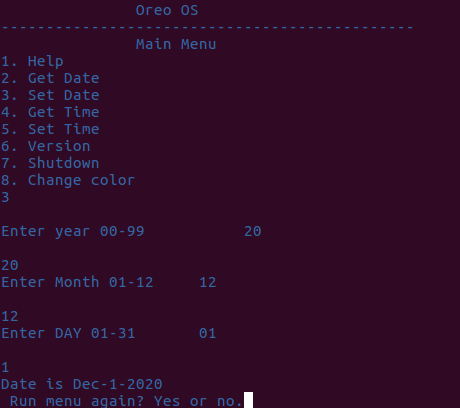 Oreo OS
----------------------------------------------
Main Menu
1. Help
2. Get Date
3. Set Date
4. Get Time
5. Set Time
6. Version
7. Shutdown
8. Change color
3
Enter year 00-99 20
20
Enter Month 01-12 12
12
Enter DAY 01-31 01
1
Date is Dec-1-2020
Run menu again? Yes or no.